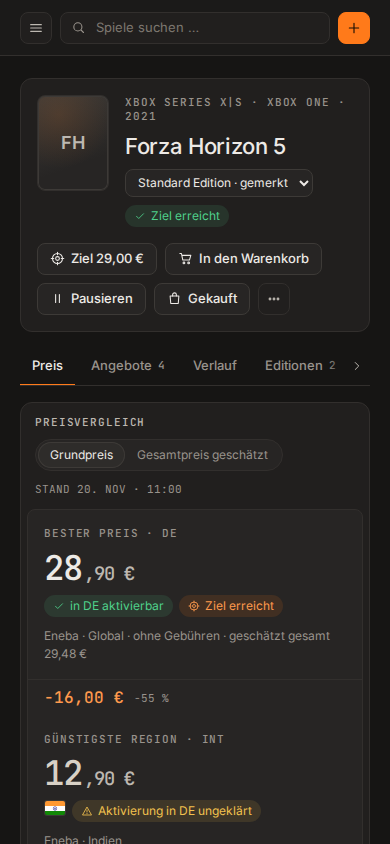 Spiele suchen ...
XBOX SERIES X|S · XBOX ONE ·
2021
FH
Forza Horizon 5
Standard Edition · gemerkt
Ziel erreicht
Ziel 29,00 €
In den Warenkorb
Pausieren
Gekauft
Preis
Angebote 4
Verlauf
Editionen 2
PREISVERGLEICH
Grundpreis
Gesamtpreis geschätzt
STAND 20. NOV · 11:00
BESTER PREIS · DE
28,90 €
in DE aktivierbar
Ziel erreicht
Eneba · Global · ohne Gebühren · geschätzt gesamt
29,48 €
-16,00 € -55 %
GÜNSTIGSTE REGION · INT
12,90 €
Aktivierung in DE ungeklärt
Eneba · Indien